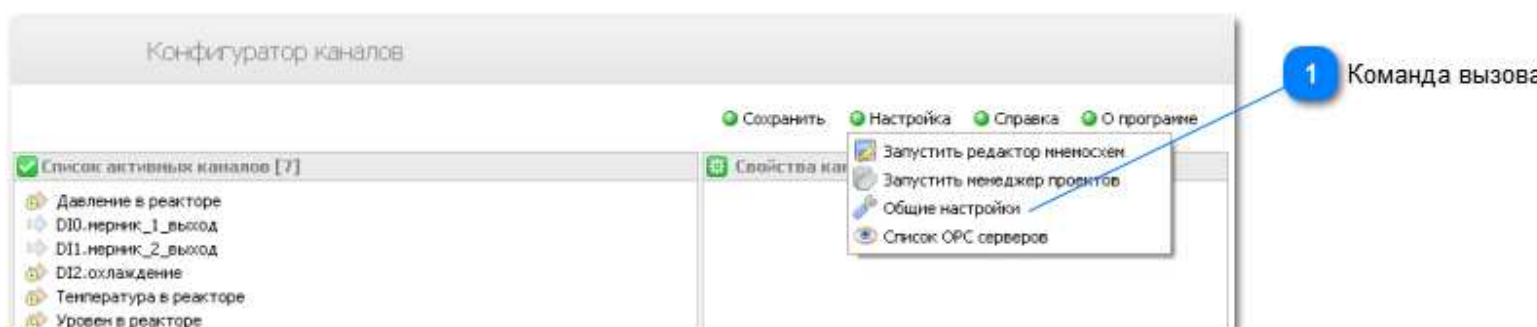 Конфигуратор каналов
1 Команда вызова
Сохранить Настройка Справка О программе
Список активных каналов [7]
Свойства кан
Запустить редактор мнемосхем
Запустить менеджер проектов
Общие настройки
Список OPC серверов
Давление в реакторе
DI0.мерник_1_выход
DI1.мерник_2_выход
DI2.охлаждение
Температура в реакторе
Уровен в реакторе